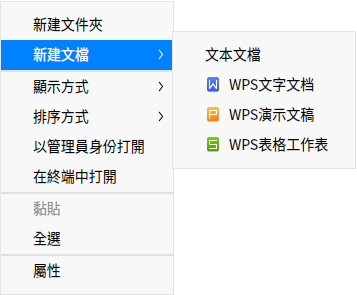 新建文件夾
新建文檔
顯示方式
排序方式
以管理員身份打開
在終端中打開
黏貼
全選
屬性
文本文檔
WPS文字文档
WPS演示文稿
WPS表格工作表